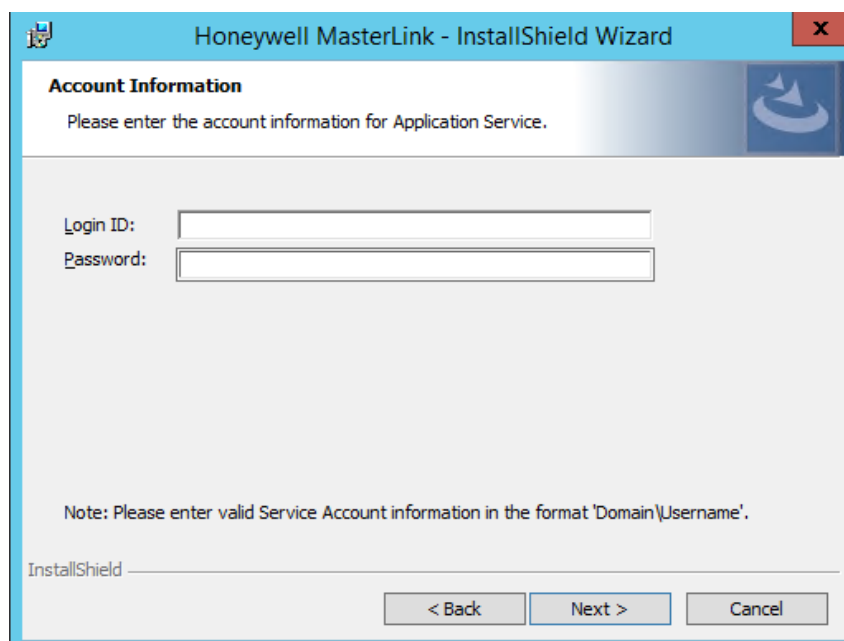 Honeywell MasterLink - InstallShield Wizard
x
Account Information
Please enter the account information for Application Service.
Login ID:
Password:
Note: Please enter valid Service Account information in the format 'Domain\Username'.
InstallShield
< Back Next > Cancel